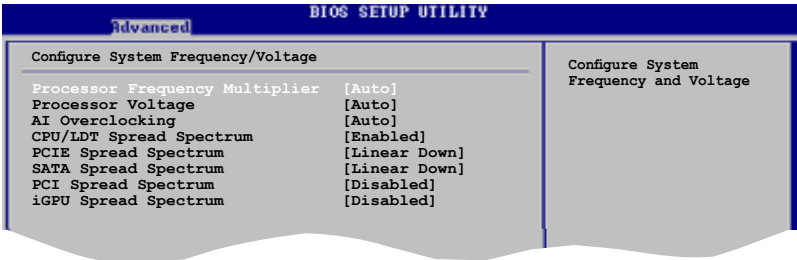 BIOS SETUP UTILITY
Advanced
Configure System Frequency/Voltage
Processor Frequency Multiplier [Auto]
Processor Voltage [Auto]
AI Overclocking [Auto]
CPU/LDT Spread Spectrum [Enabled]
PCIE Spread Spectrum [Linear Down]
SATA Spread Spectrum [Linear Down]
PCI Spread Spectrum [Disabled]
iGPU Spread Spectrum [Disabled]
Configure System
Frequency and Voltage